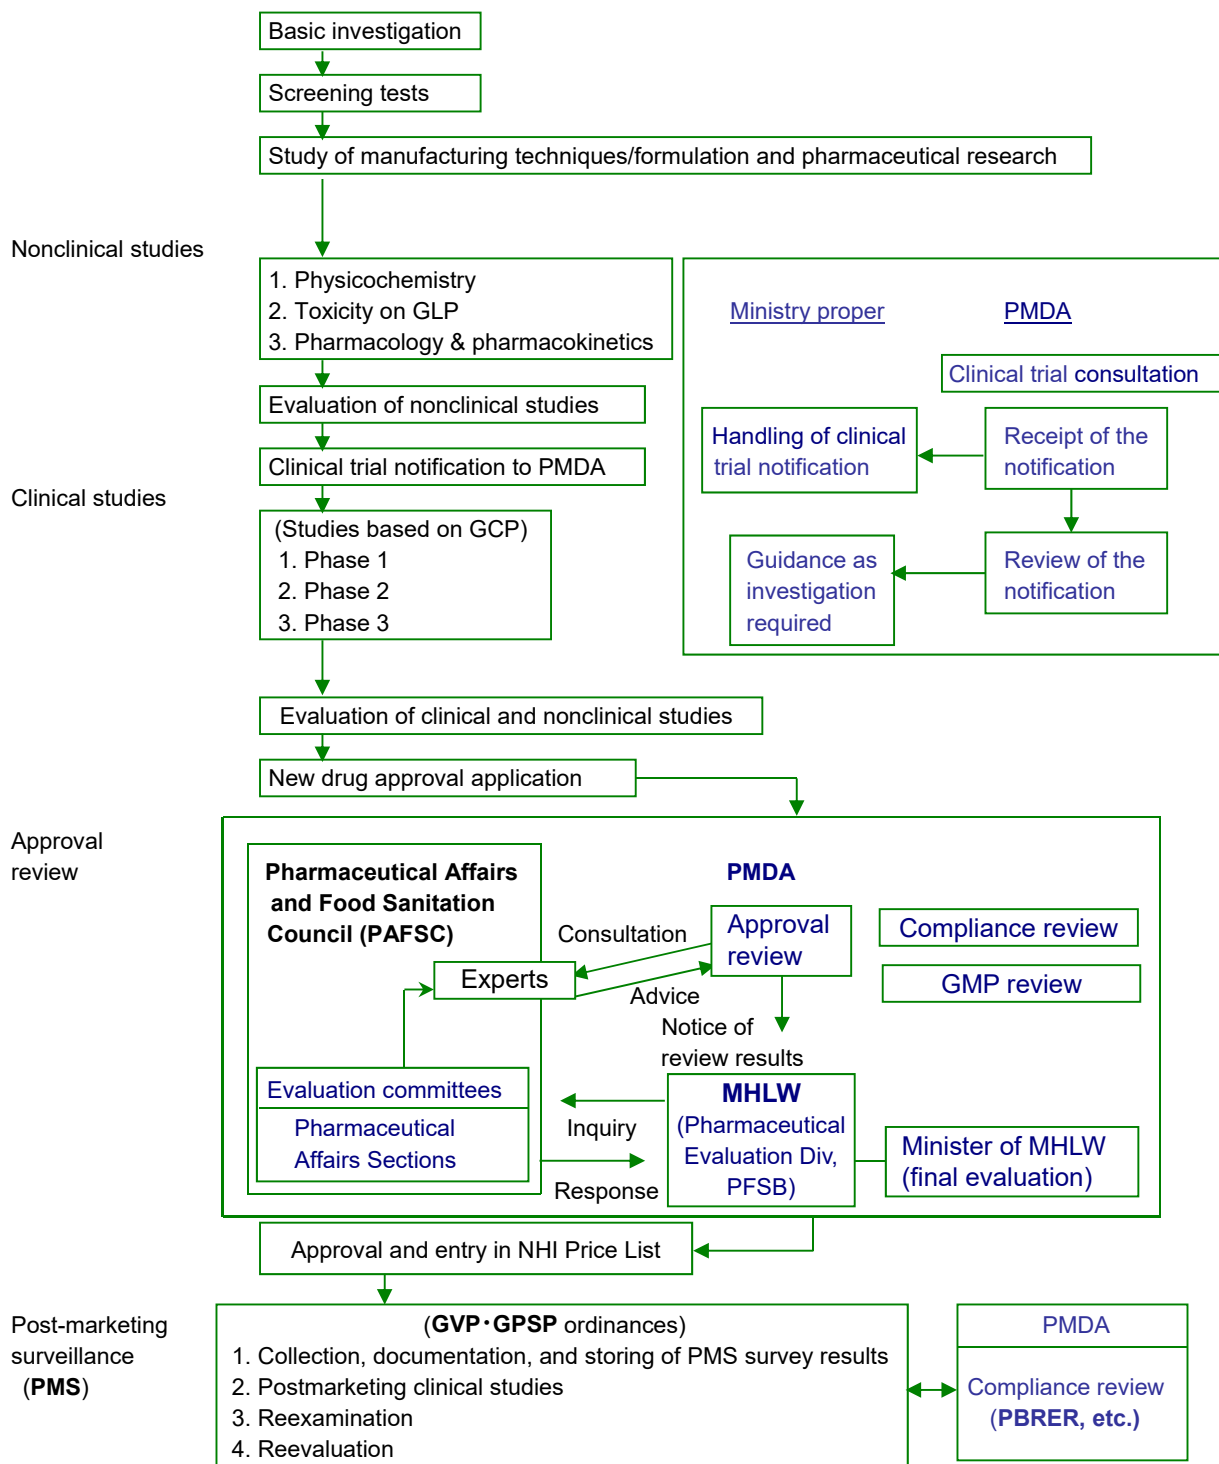 Basic investigation
Screening tests
Study of manufacturing techniques/formulation and pharmaceutical research
Nonclinical studies
1. Physicochemistry
2. Toxicity on GLP
3. Pharmacology & pharmacokinetics
Evaluation of nonclinical studies
Clinical trial notification to PMDA
Ministry proper
PMDA
Clinical trial consultation
Handling of clinical
trial notification
Receipt of the
notification
Guidance as
investigation
required
Review of the
notification
Clinical studies
(Studies based on GCP)
1. Phase 1
2. Phase 2
3. Phase 3
Evaluation of clinical and nonclinical studies
New drug approval application
Approval
review
Pharmaceutical Affairs
and Food Sanitation
Council (PAFSC)
PMDA
Consultation
Approval
review
Compliance review
Experts
GMP review
Advice
Notice of
review results
Evaluation committees
Pharmaceutical
Affairs Sections
Inquiry
Response
MHLW
(Pharmaceutical
Evaluation Div,
PFSB)
Minister of MHLW
(final evaluation)
Approval and entry in NHI Price List
Post-marketing
surveillance
(PMS)
(GVP･GPSP ordinances)
1. Collection, documentation, and storing of PMS survey results
2. Postmarketing clinical studies
3. Reexamination
4. Reevaluation
PMDA
Compliance review
(PBRER, etc.)